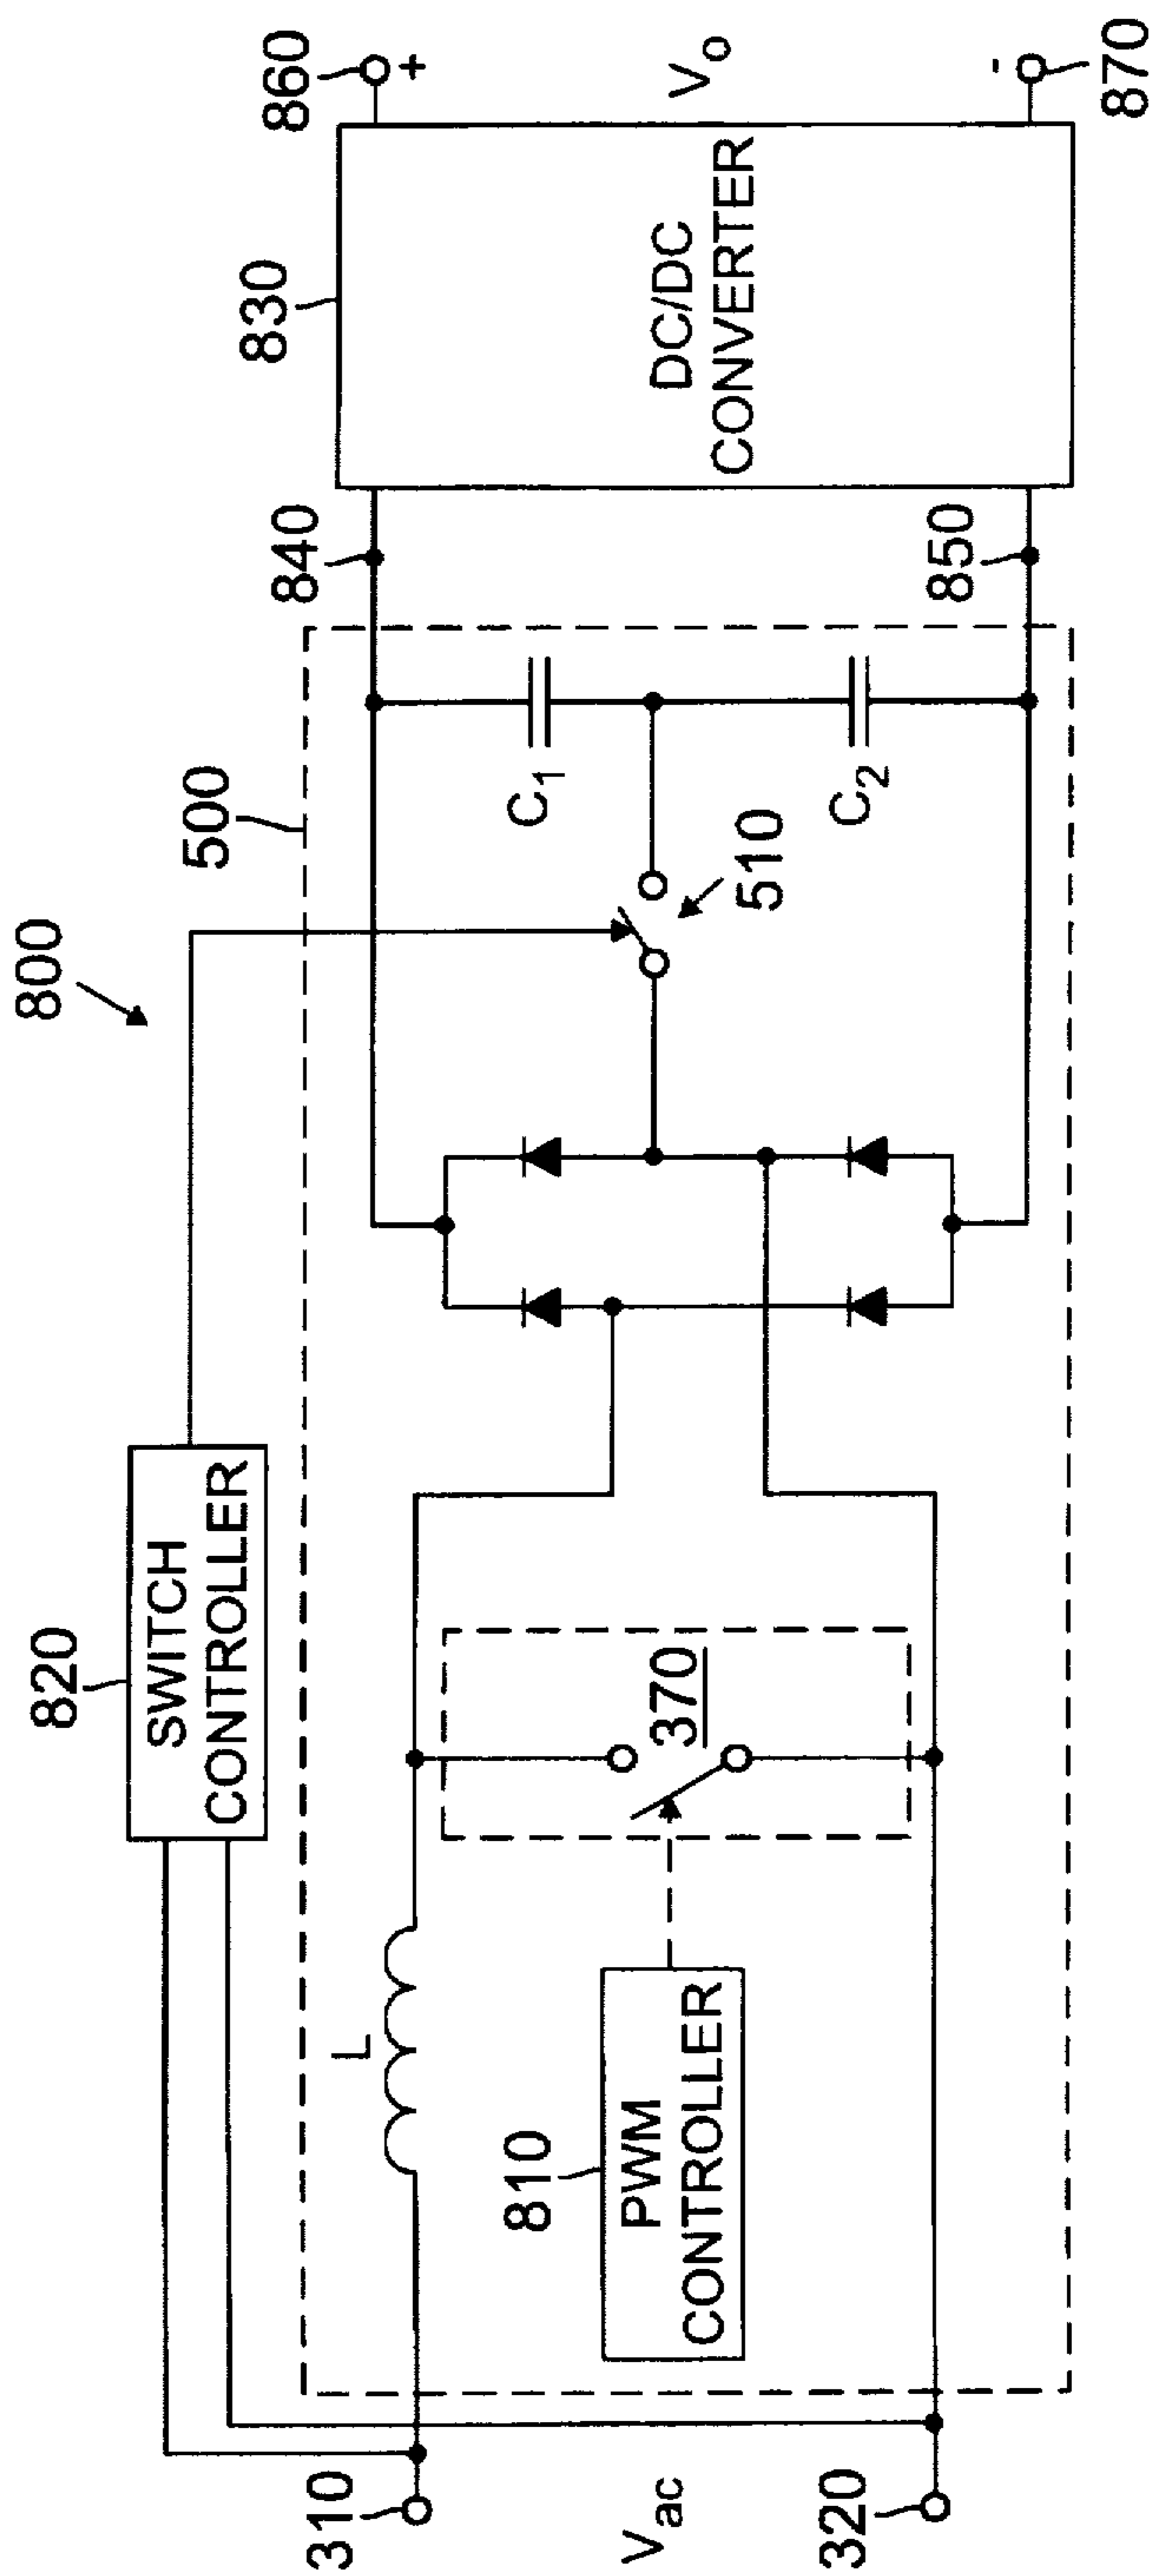 800
820
SWITCH
CONTROLLER
500
830
860
+
310
L
840
C1
DC/DC
CONVERTER
Vo
Vac
810
PWM
CONTROLLER
370
510
C2
850
320
-
870